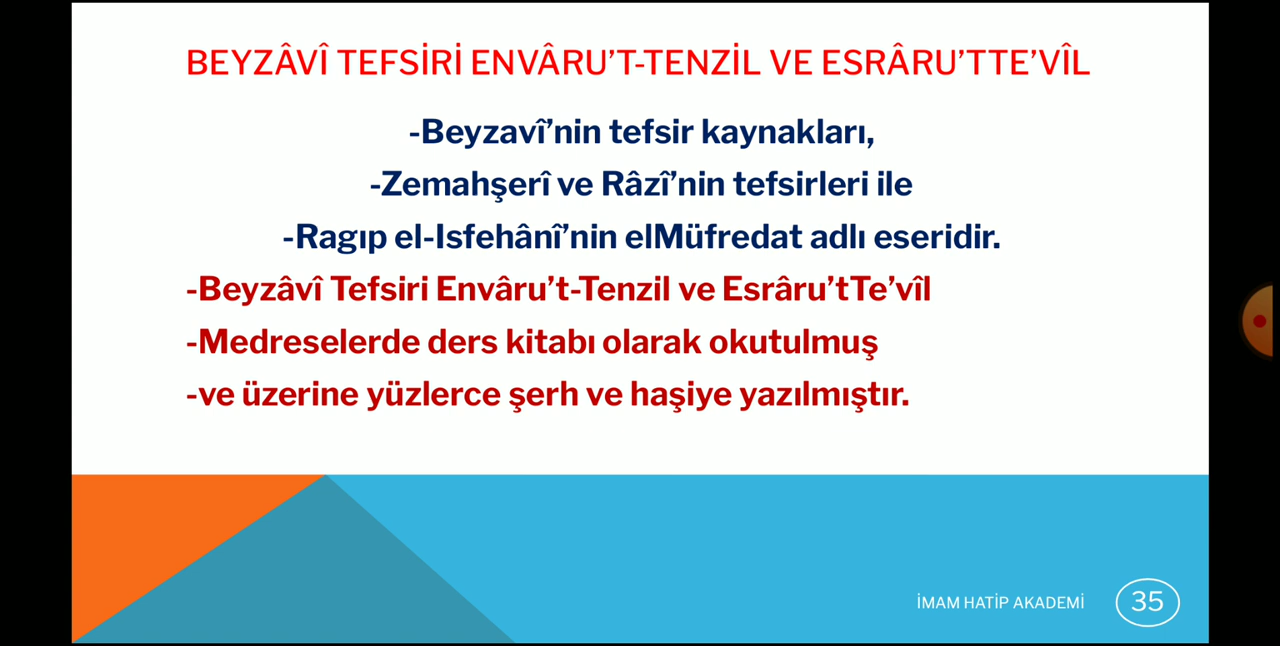 BEYZÂVÎ TEFSİRİ ENVÂRU’T-TENZİL VE ESRÂRU’TTE’VÎL
-Beyzavî’nin tefsir kaynakları,
-Zemahşerî ve Râzî’nin tefsirleri ile
-Ragıp el-Isfehânî’nin elMüfredat adlı eseridir.
-Beyzâvî Tefsiri Envâru’t-Tenzil ve Esrâru’tTe’vîl
-Medreselerde ders kitabı olarak okutulmuş
-ve üzerine yüzlerce şerh ve haşiye yazılmıştır.
İMAM HATİP AKADEMİ
35